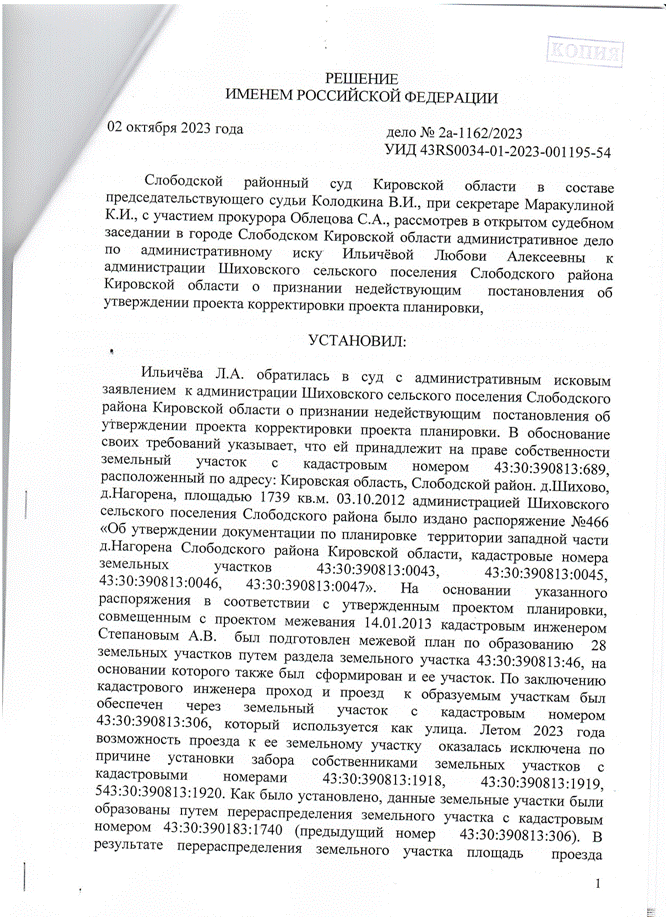 КОПИЯ
РЕШЕНИЕ
ИМЕНЕМ РОССИЙСКОЙ ФЕДЕРАЦИИ
02 октября 2023 года дело № 2а-1162/2023
УИД 43RS0034-01-2023-001195-54
Слободской районный суд Кировской области в составе
председательствующего судьи Колодкина В.И., при секретаре Маракулиной
К.И., с участием прокурора Облецова С.А., рассмотрев в открытом судебном
заседании в городе Слободском Кировской области административное дело
по административному иску Ильичёвой Любови Алексеевны к
администрации Шиховского сельского поселения Слободского района
Кировской области о признании недействующим постановления об
утверждении проекта корректировки проекта планировки,
УСТАНОВИЛ:
Ильичёва Л.А. обратилась в суд с административным исковым
заявлением к администрации Шиховского сельского поселения Слободского
района Кировской области о признании недействующим постановления об
утверждении проекта корректировки проекта планировки. В обоснование
своих требований указывает, что ей принадлежит на праве собственности
земельный участок с кадастровым номером 43:30:390813:689,
расположенный по адресу: Кировская область, Слободской район. д.Шихово,
д.Нагорена, площадью 1739 кв.м. 03.10.2012 администрацией Шиховского
сельского поселения Слободского района было издано распоряжение №466
«Об утверждении документации по планировке территории западной части
д.Нагорена Слободского района Кировской области, кадастровые номера
земельных участков 43:30:390813:0043, 43:30:390813:0045,
43:30:390813:0046, 43:30:390813:0047». На основании указанного
распоряжения в соответствии с утвержденным проектом планировки,
совмещенным с проектом межевания 14.01.2013 кадастровым инженером
Степановым А.В. был подготовлен межевой план по образованию 28
земельных участков путем раздела земельного участка 43:30:390813:46, на
основании которого также был сформирован и ее участок. По заключению
кадастрового инженера проход и проезд к образуемым участкам был
обеспечен через земельный участок с кадастровым номером
43:30:390813:306, который используется как улица. Летом 2023 года
возможность проезда к ее земельному участку оказалась исключена по
причине установки забора собственниками земельных участков с
кадастровыми номерами 43:30:390813:1918, 43:30:390813:1919,
543:30:390813:1920. Как было установлено, данные земельные участки были
образованы путем перераспределения земельного участка с кадастровым
номером 43:30:390183:1740 (предыдущий номер 43:30:390813:306). В
результате перераспределения земельного участка площадь проезда
1